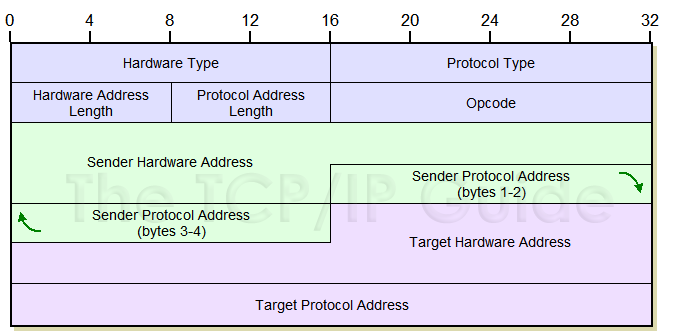 0 4 8 12 16 20 24 28 32
Hardware Type Protocol Type
Hardware Address
Length
Protocol Address
Length
Opcode
Sender Hardware Address
Sender Protocol Address
(bytes 1-2)
Sender Protocol Address
(bytes 3-4)
Target Hardware Address
Target Protocol Address
The TCP/IP Guide